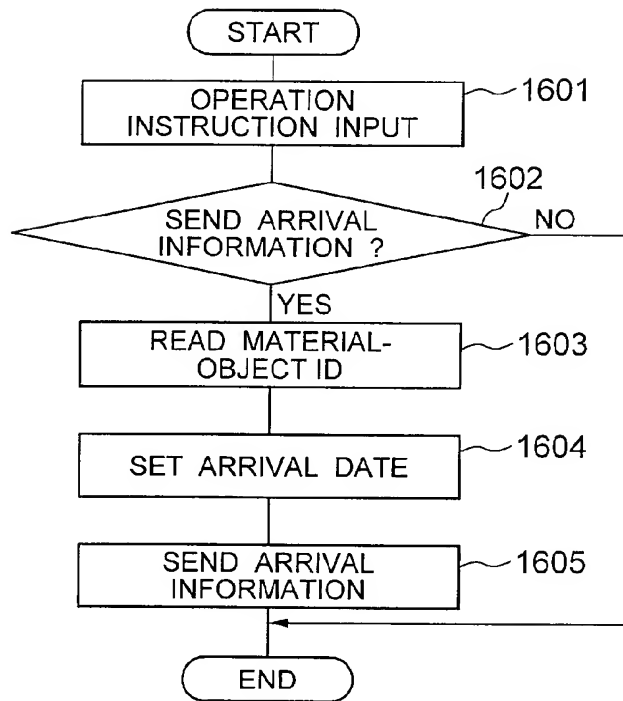 START
OPERATION
INSTRUCTION INPUT
1601
1602
SEND ARRIVAL
INFORMATION ?
NO
YES
READ MATERIAL-
OBJECT ID
1603
SET ARRIVAL DATE
1604
SEND ARRIVAL
INFORMATION
1605
END